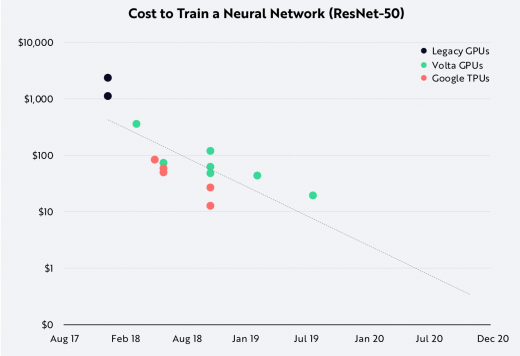 Cost to Train a Neural Network (ResNet-50)
$10,000
Legacy GPUs
Volta GPUs
Google TPUs
$1,000
$100
$10
$1
$0
Aug 17 Feb 18 Aug 18 Jan 19 Jul 19 Jan 20 Jul 20 Dec 20